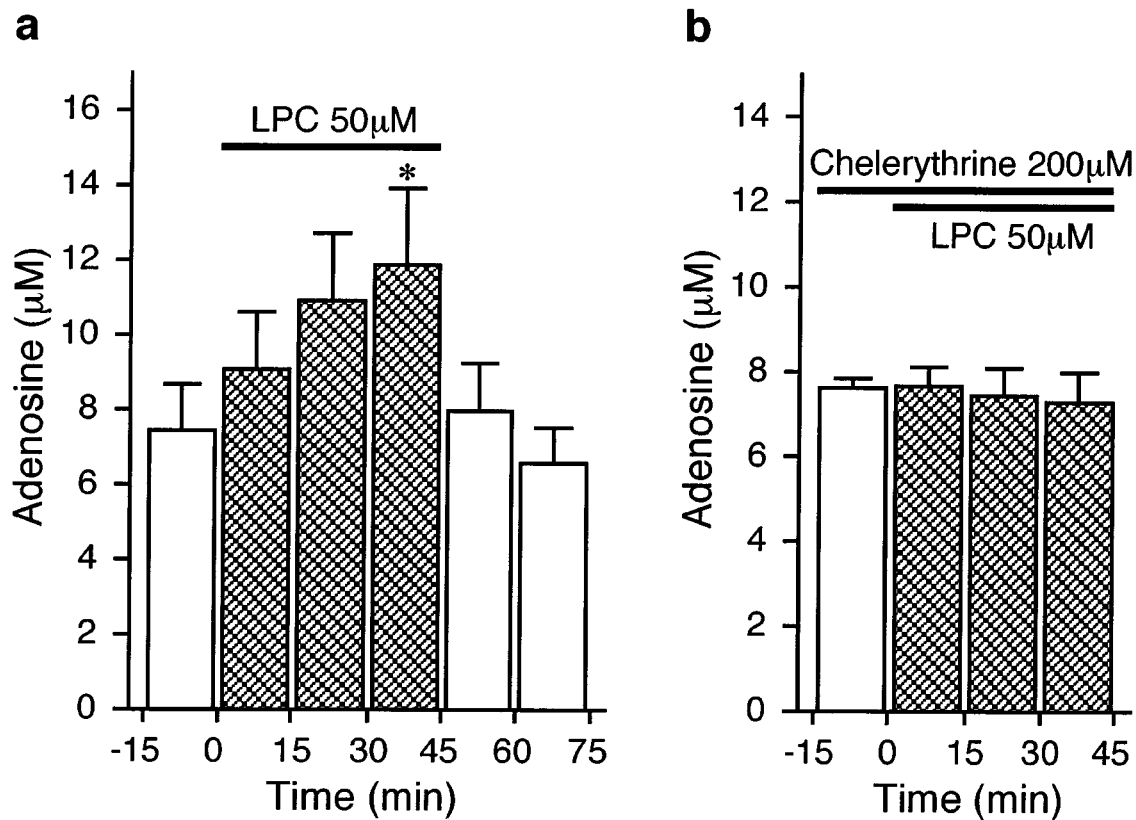 a
LPC 50μM
*
Adenosine (μM)
16
14
12
10
8
6
4
2
0
-15 0 15 30 45 60 75
Time (min)
b
Chelerythrine 200μM
LPC 50μM
Adenosine (μM)
14
12
10
8
6
4
2
0
-15 0 15 30 45
Time (min)